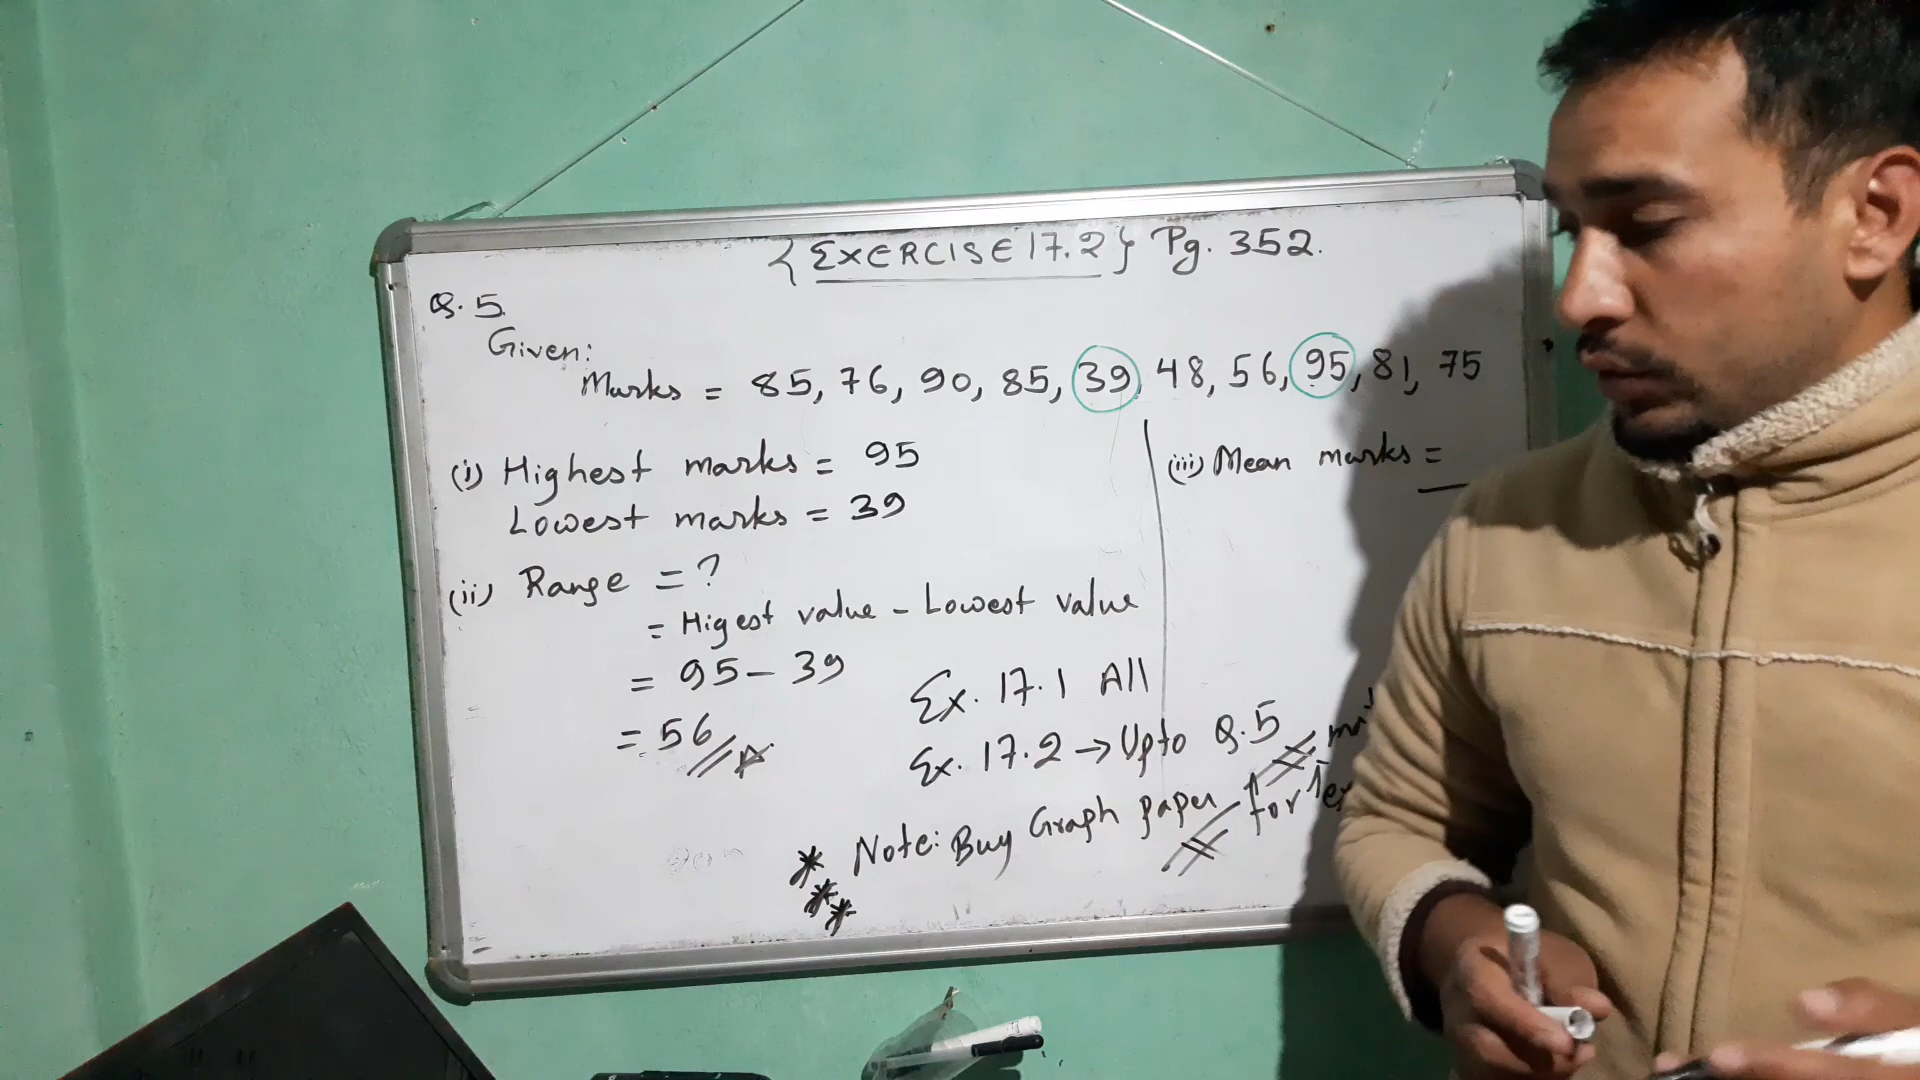 {EXERCISE 17.2} Pg. 352.
Q. 5.
Given:
Marks = 85, 76, 90, 85, 39, 48, 56, 95, 81, 75
(i) Highest marks = 95
Lowest marks = 39
(ii) Range = ?
= Higest value - Lowest value
= 95 - 39
= 56
(iii) Mean marks =
Ex. 17.1 All
Ex. 17.2 → Upto Q.5
* Note: Buy Graph paper
for
**